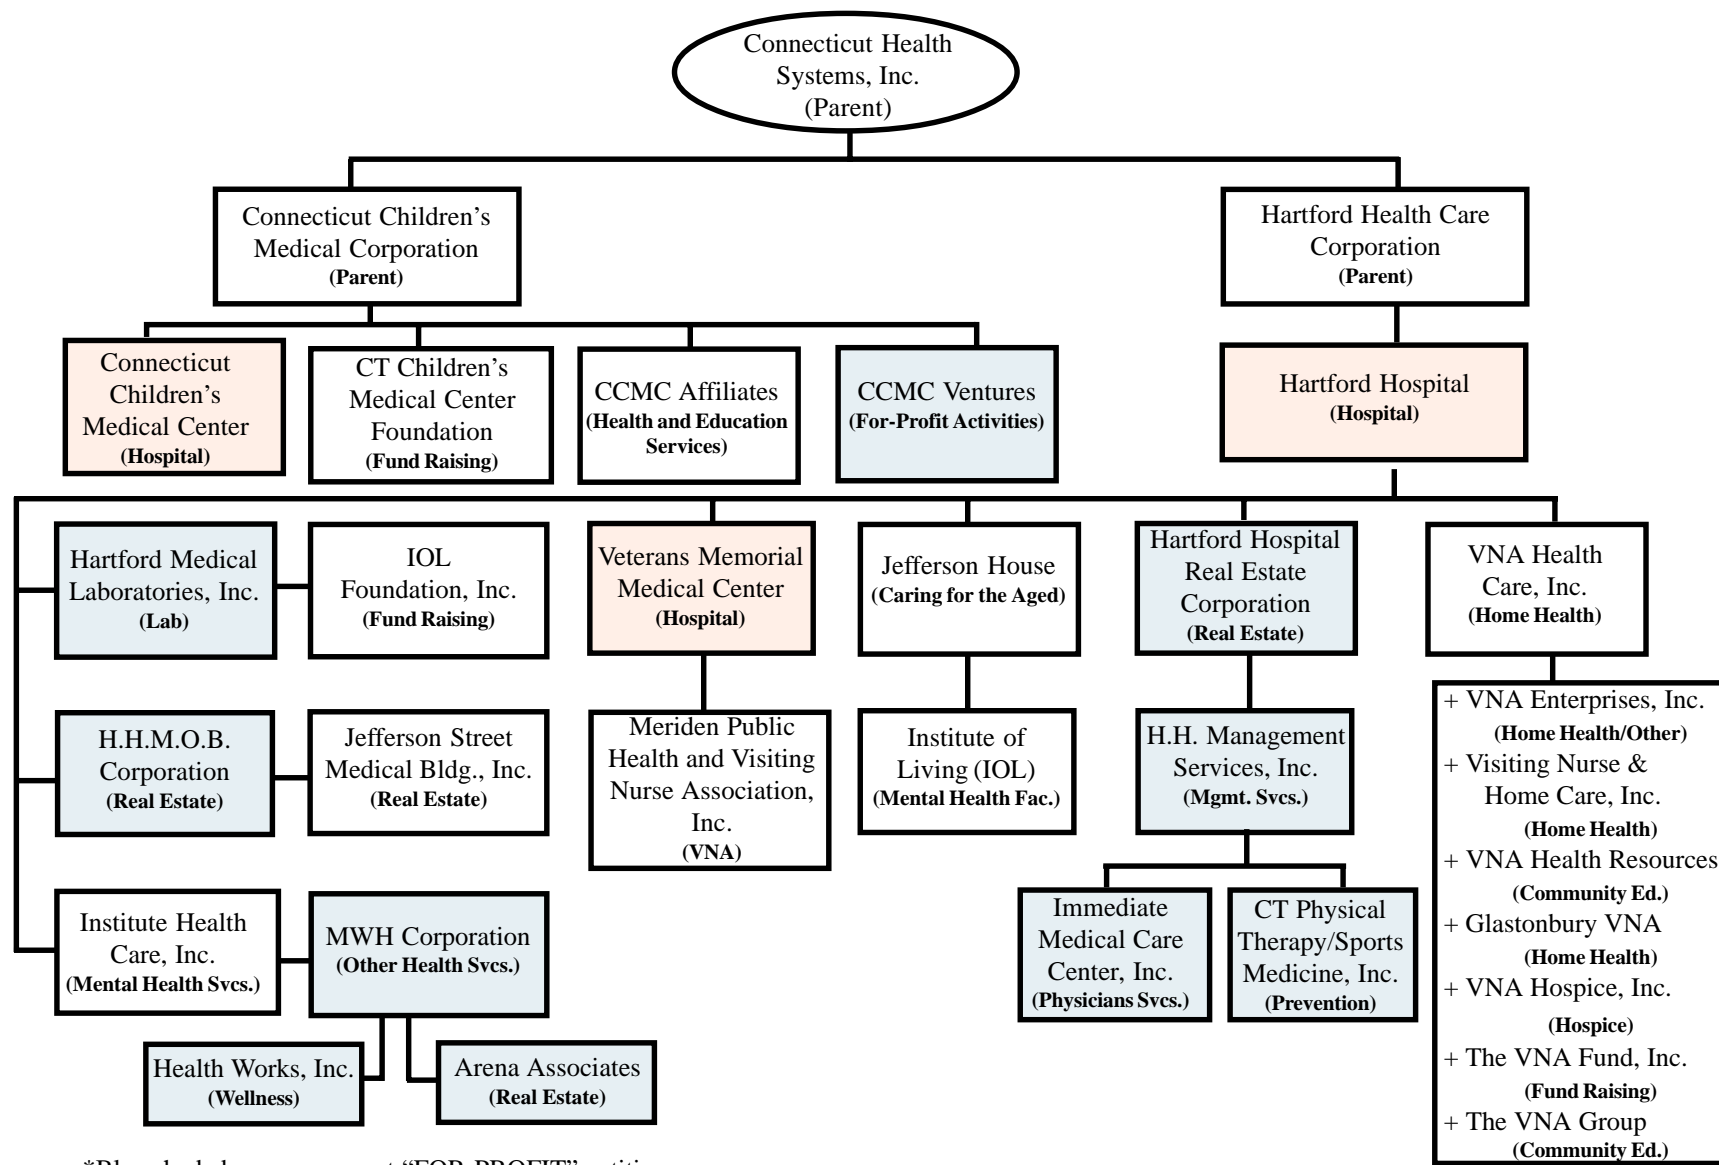 Connecticut Health
Systems, Inc.
(Parent)
Connecticut Children’s
Medical Corporation
(Parent)
Hartford Health Care
Corporation
(Parent)
Connecticut
Children’s
Medical Center
(Hospital)
CT Children’s
Medical Center
Foundation
(Fund Raising)
CCMC Affiliates
(Health and Education
Services)
CCMC Ventures
(For-Profit Activities)
Hartford Hospital
(Hospital)
Hartford Medical
Laboratories, Inc.
(Lab)
IOL
Foundation, Inc.
(Fund Raising)
Veterans Memorial
Medical Center
(Hospital)
Jefferson House
(Caring for the Aged)
Hartford Hospital
Real Estate
Corporation
(Real Estate)
VNA Health
Care, Inc.
(Home Health)
H.H.M.O.B.
Corporation
(Real Estate)
Jefferson Street
Medical Bldg., Inc.
(Real Estate)
Meriden Public
Health and Visiting
Nurse Association,
Inc.
(VNA)
Institute of
Living (IOL)
(Mental Health Fac.)
H.H. Management
Services, Inc.
(Mgmt. Svcs.)
+ VNA Enterprises, Inc.
(Home Health/Other)
+ Visiting Nurse &
Home Care, Inc.
(Home Health)
+ VNA Health Resources
(Community Ed.)
+ Glastonbury VNA
(Home Health)
+ VNA Hospice, Inc.
(Hospice)
+ The VNA Fund, Inc.
(Fund Raising)
+ The VNA Group
(Community Ed.)
Institute Health
Care, Inc.
(Mental Health Svcs.)
MWH Corporation
(Other Health Svcs.)
Immediate
Medical Care
Center, Inc.
(Physicians Svcs.)
CT Physical
Therapy/Sports
Medicine, Inc.
(Prevention)
Health Works, Inc.
(Wellness)
Arena Associates
(Real Estate)
“FOR-PROFIT”